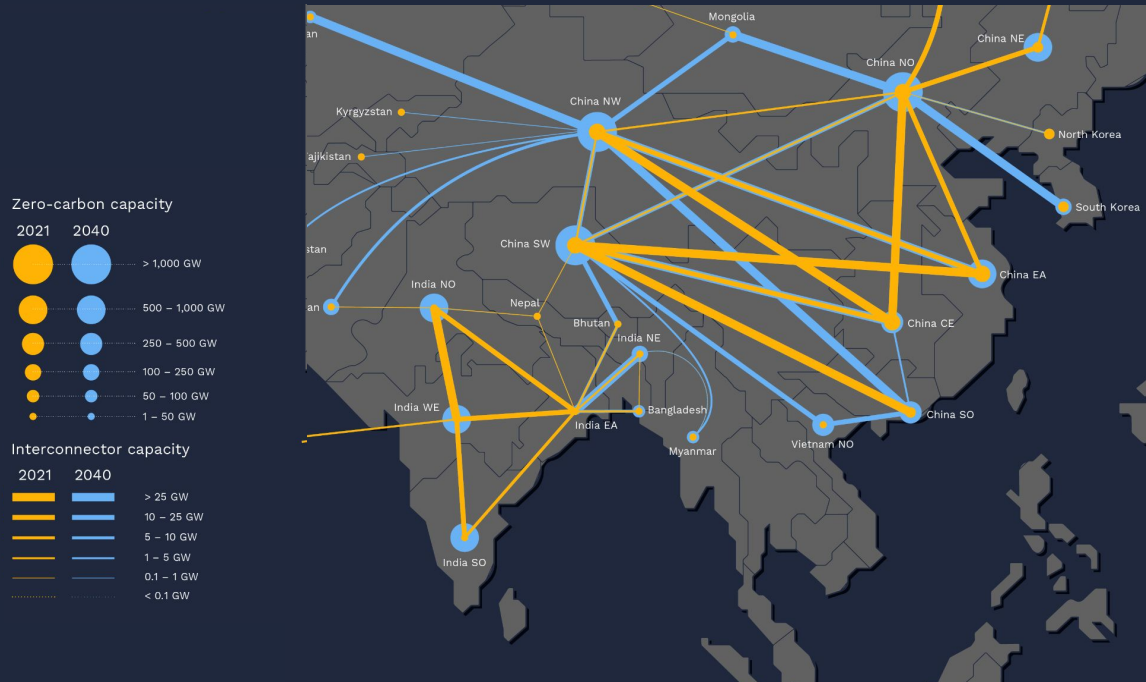 Mongolia
China NE
China NO
China NW
Kyrgyzstan
North Korea
ajikistan
South Korea
Zero-carbon capacity
2021 2040
> 1,000 GW
500 – 1,000 GW
250 – 500 GW
100 – 250 GW
50 – 100 GW
1 – 50 GW
China SW
stan
China EA
India NO
an
Nepal
Bhutan
China CE
India NE
India WE
Bangladesh
India EA
China SO
Vietnam NO
Myanmar
Interconnector capacity
2021 2040
> 25 GW
10 – 25 GW
5 – 10 GW
1 – 5 GW
0.1 – 1 GW
< 0.1 GW
India SO